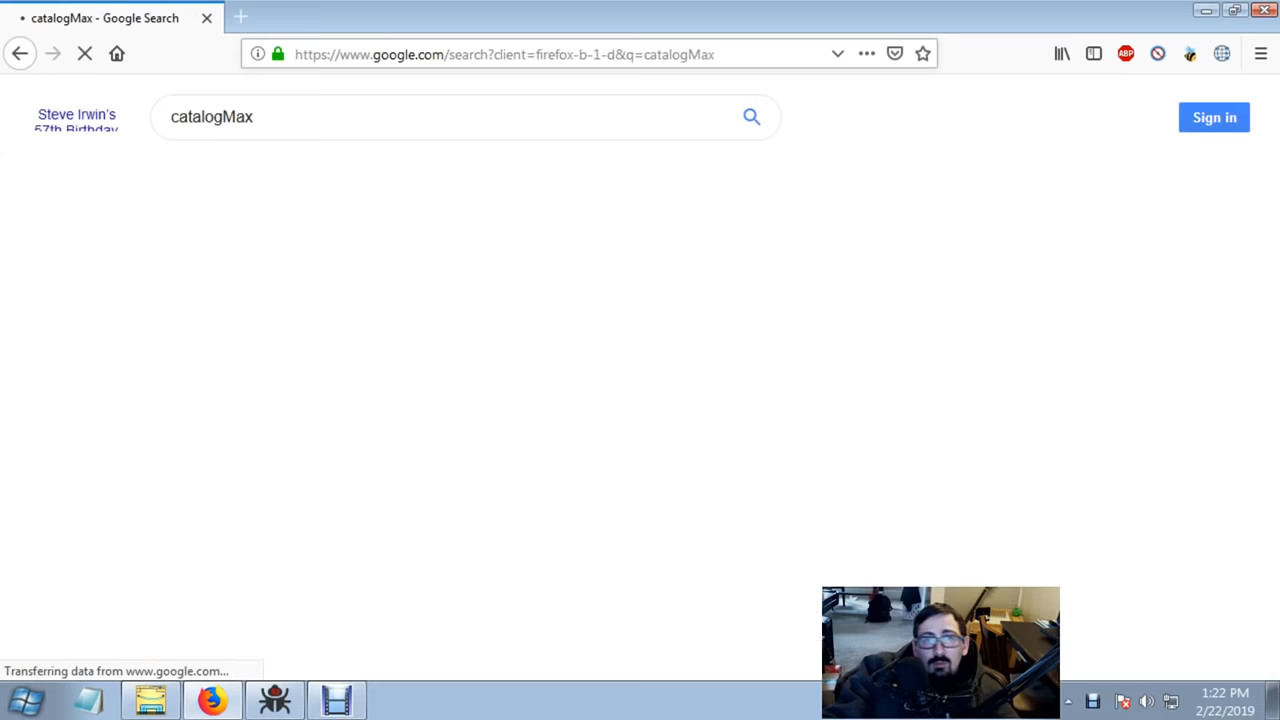 catalogMax - Google Search
https://www.google.com/search?client=firefox-b-1-d&q=catalogMax
ABP
Steve Irwin's
57th Birthday
catalogMax
Sign in
Transferring data from www.google.com...
1:22 PM
2/22/2019